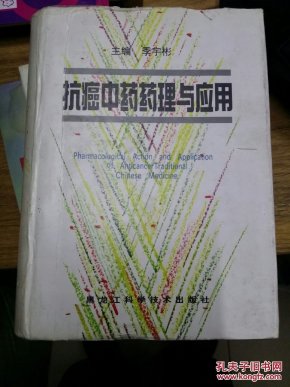 主编 季宇彬
抗癌中药药理与应用
Pharmacological Action and Application
of Anticancer Traditional
Chinese Medicine
黑龙江科学技术出版社
孔夫子旧书网